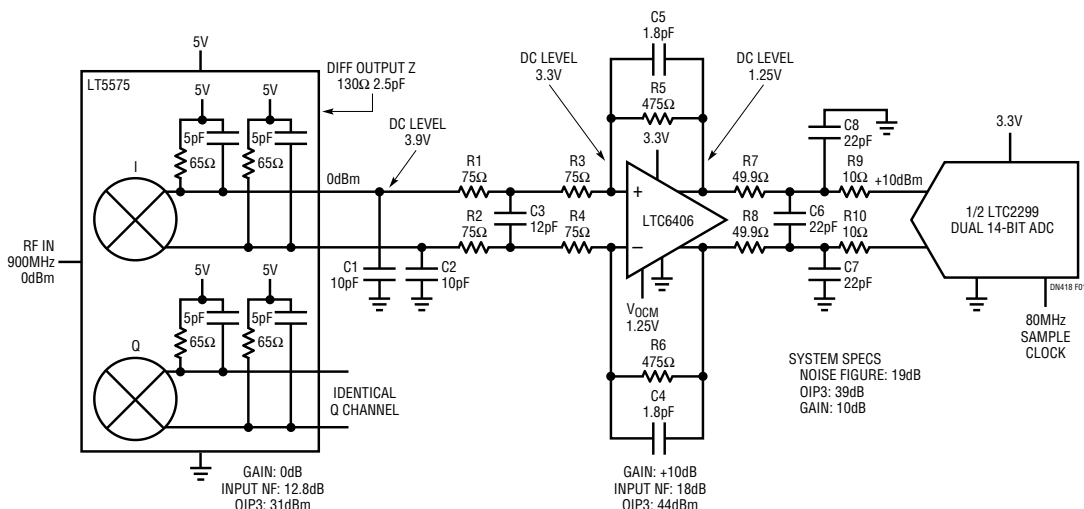 5V
LT5575
5V
5V
5pF
65Ω
5pF
65Ω
I
RF IN
900MHz
0dBm
5V
5V
5pF
65Ω
5pF
65Ω
Q
IDENTICAL
Q CHANNEL
GAIN: 0dB
INPUT NF: 12.8dB
OIP3: 31dBm
DIFF OUTPUT Z
130Ω 2.5pF
DC LEVEL
3.9V
0dBm
C1
10pF
C2
10pF
R1
75Ω
R2
75Ω
C3
12pF
R3
75Ω
R4
75Ω
DC LEVEL
3.3V
C5
1.8pF
R5
475Ω
3.3V
+
LTC6406
–
VOCM
1.25V
R6
475Ω
C4
1.8pF
GAIN: +10dB
INPUT NF: 18dB
OIP3: 44dBm
DC LEVEL
1.25V
R7
49.9Ω
R8
49.9Ω
C8
22pF
C6
22pF
C7
22pF
R9
10Ω
R10
10Ω
+10dBm
3.3V
1/2 LTC2299
DUAL 14-BIT ADC
DN418 F01
80MHz
SAMPLE
CLOCK
SYSTEM SPECS
NOISE FIGURE: 19dB
OIP3: 39dB
GAIN: 10dB